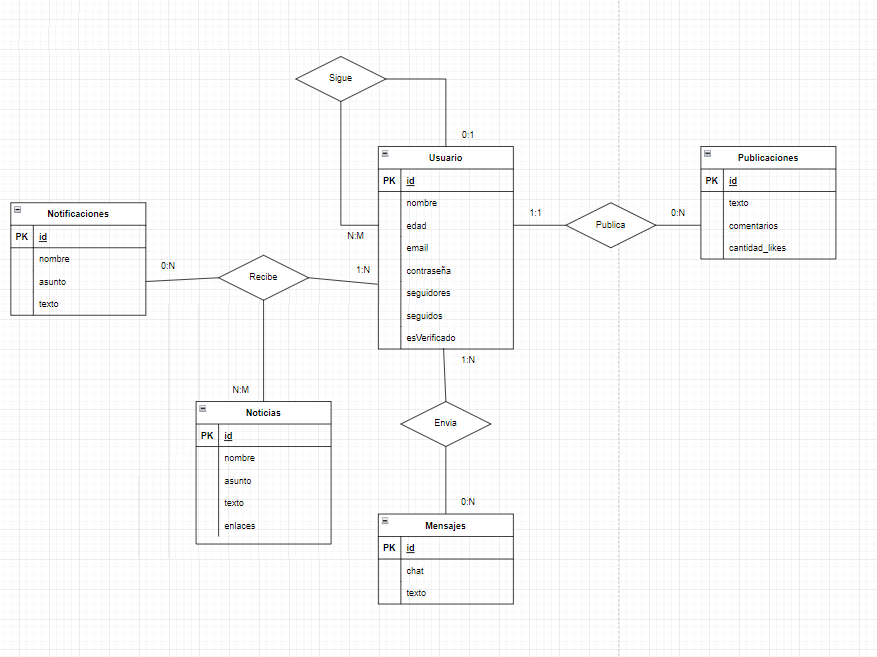 Sigue
0:1
N:M
Usuario
PK id
nombre
edad
email
contraseña
seguidores
seguidos
esVerificado
1:1
Publica
0:N
Publicaciones
PK id
texto
comentarios
cantidad_likes
Notificaciones
PK id
nombre
asunto
texto
0:N
Recibe
1:N
N:M
Noticias
PK id
nombre
asunto
texto
enlaces
1:N
Envia
0:N
Mensajes
PK id
chat
texto